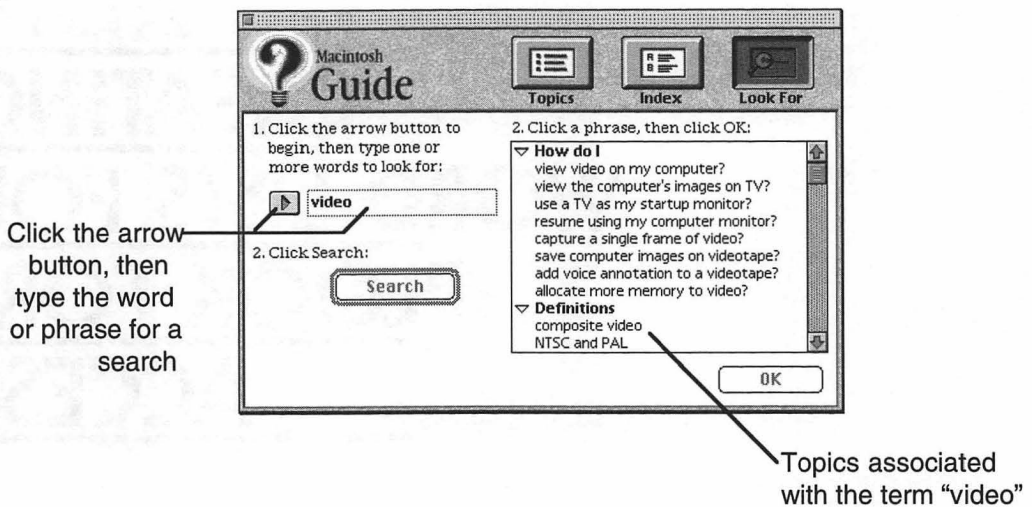 Macintosh
Guide
Topics
Index
Look For
1. Click the arrow button to
begin, then type one or
more words to look for:
video
2. Click Search:
Search
2. Click a phrase, then click OK:
How do I
view video on my computer?
view the computer's images on TV?
use a TV as my startup monitor?
resume using my computer monitor?
capture a single frame of video?
save computer images on videotape?
add voice annotation to a videotape?
allocate more memory to video?
Definitions
composite video
NTSC and PAL
OK
Click the arrow
button, then
type the word
or phrase for a
search
Topics associated
with the term “video”